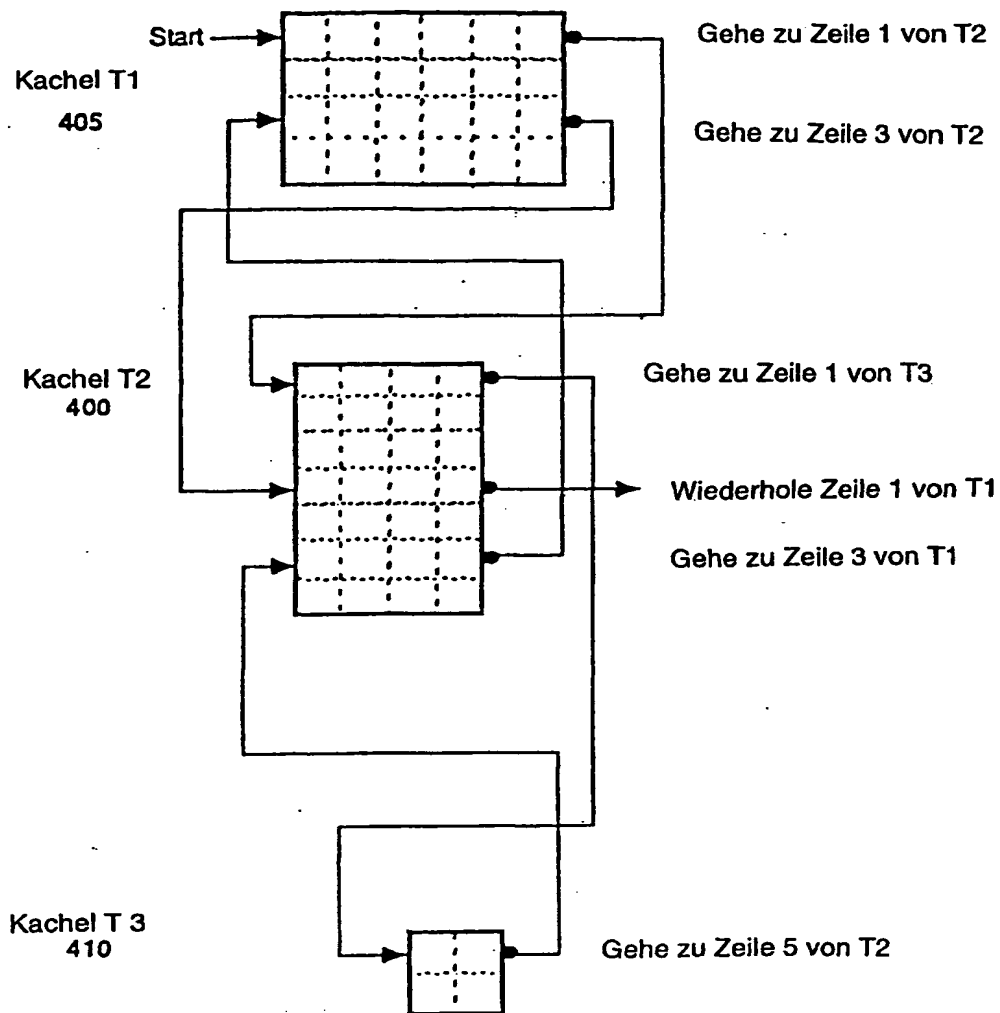 Start
Gehe zu Zeile 1 von T2
Kachel T1
405
Gehe zu Zeile 3 von T2
Kachel T2
400
Gehe zu Zeile 1 von T3
Wiederhole Zeile 1 von T1
Gehe zu Zeile 3 von T1
Kachel T 3
410
Gehe zu Zeile 5 von T2